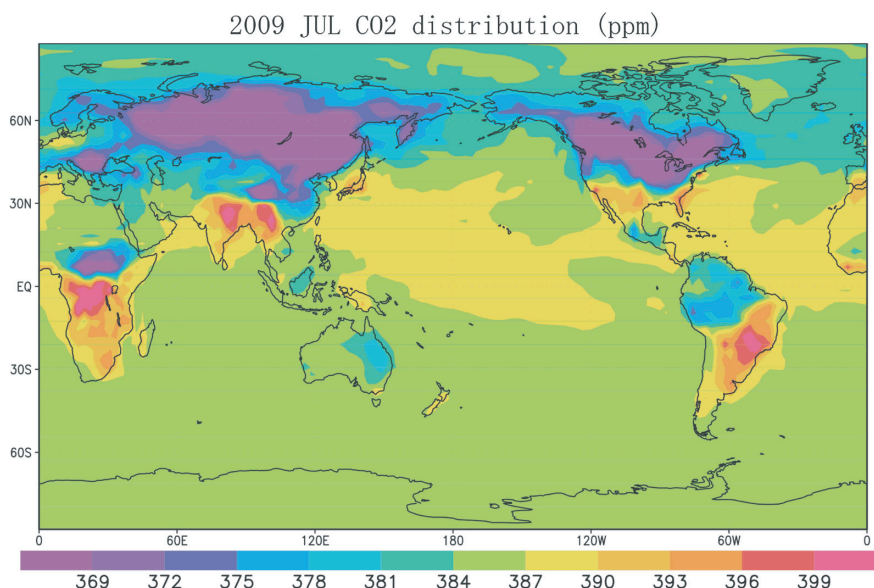 2009 JUL CO2 distribution (ppm)
60N
30N
EQ
30S
60S
0 60E 120E 180 120W 60W 0
369 372 375 378 381 384 387 390 393 396 399